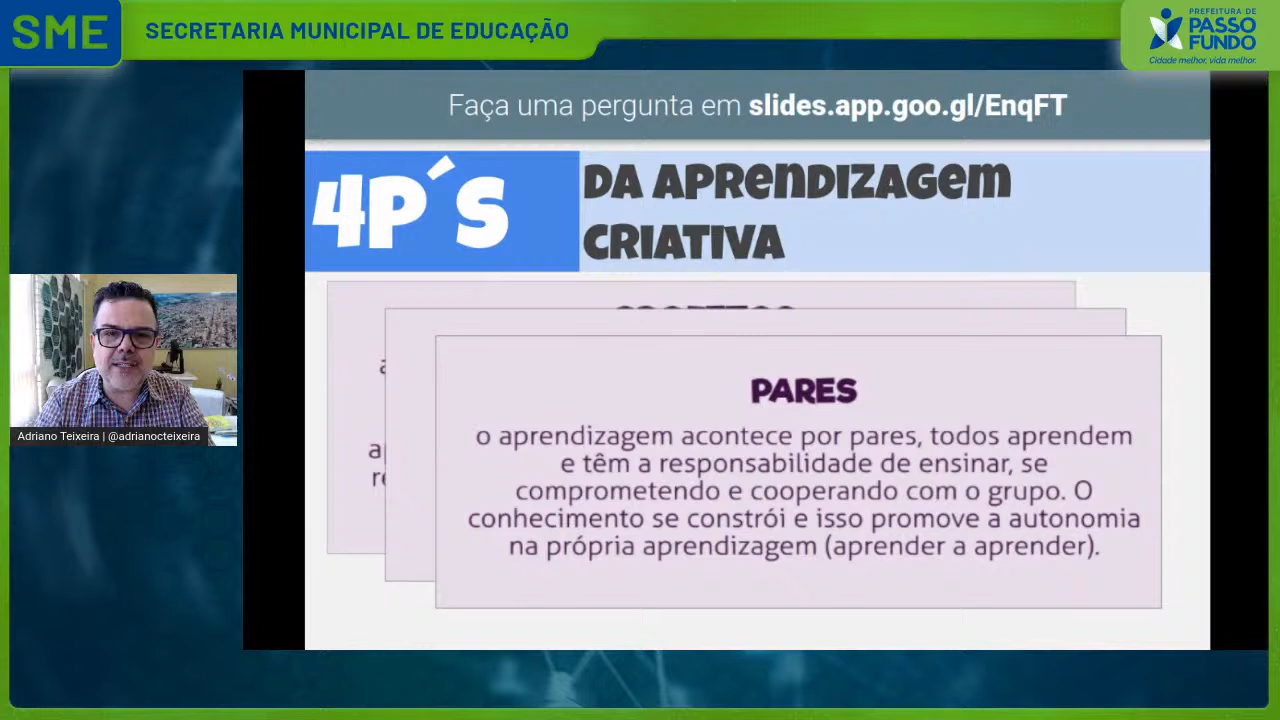 SME
SECRETARIA MUNICIPAL DE EDUCAÇÃO
PREFEITURA DE
PASSO
FUNDO
Cidade melhor, vida melhor.
Faça uma pergunta em slides.app.goo.gl/EnqFT
4P´s
DA APRENDIZAGEM
CRIATIVA
PARES
o aprendizagem acontece por pares, todos aprendem
e têm a responsabilidade de ensinar, se
comprometendo e cooperando com o grupo. O
conhecimento se constrói e isso promove a autonomia
na própria aprendizagem (aprender a aprender).
Adriano Teixeira | @adrianocteixeira